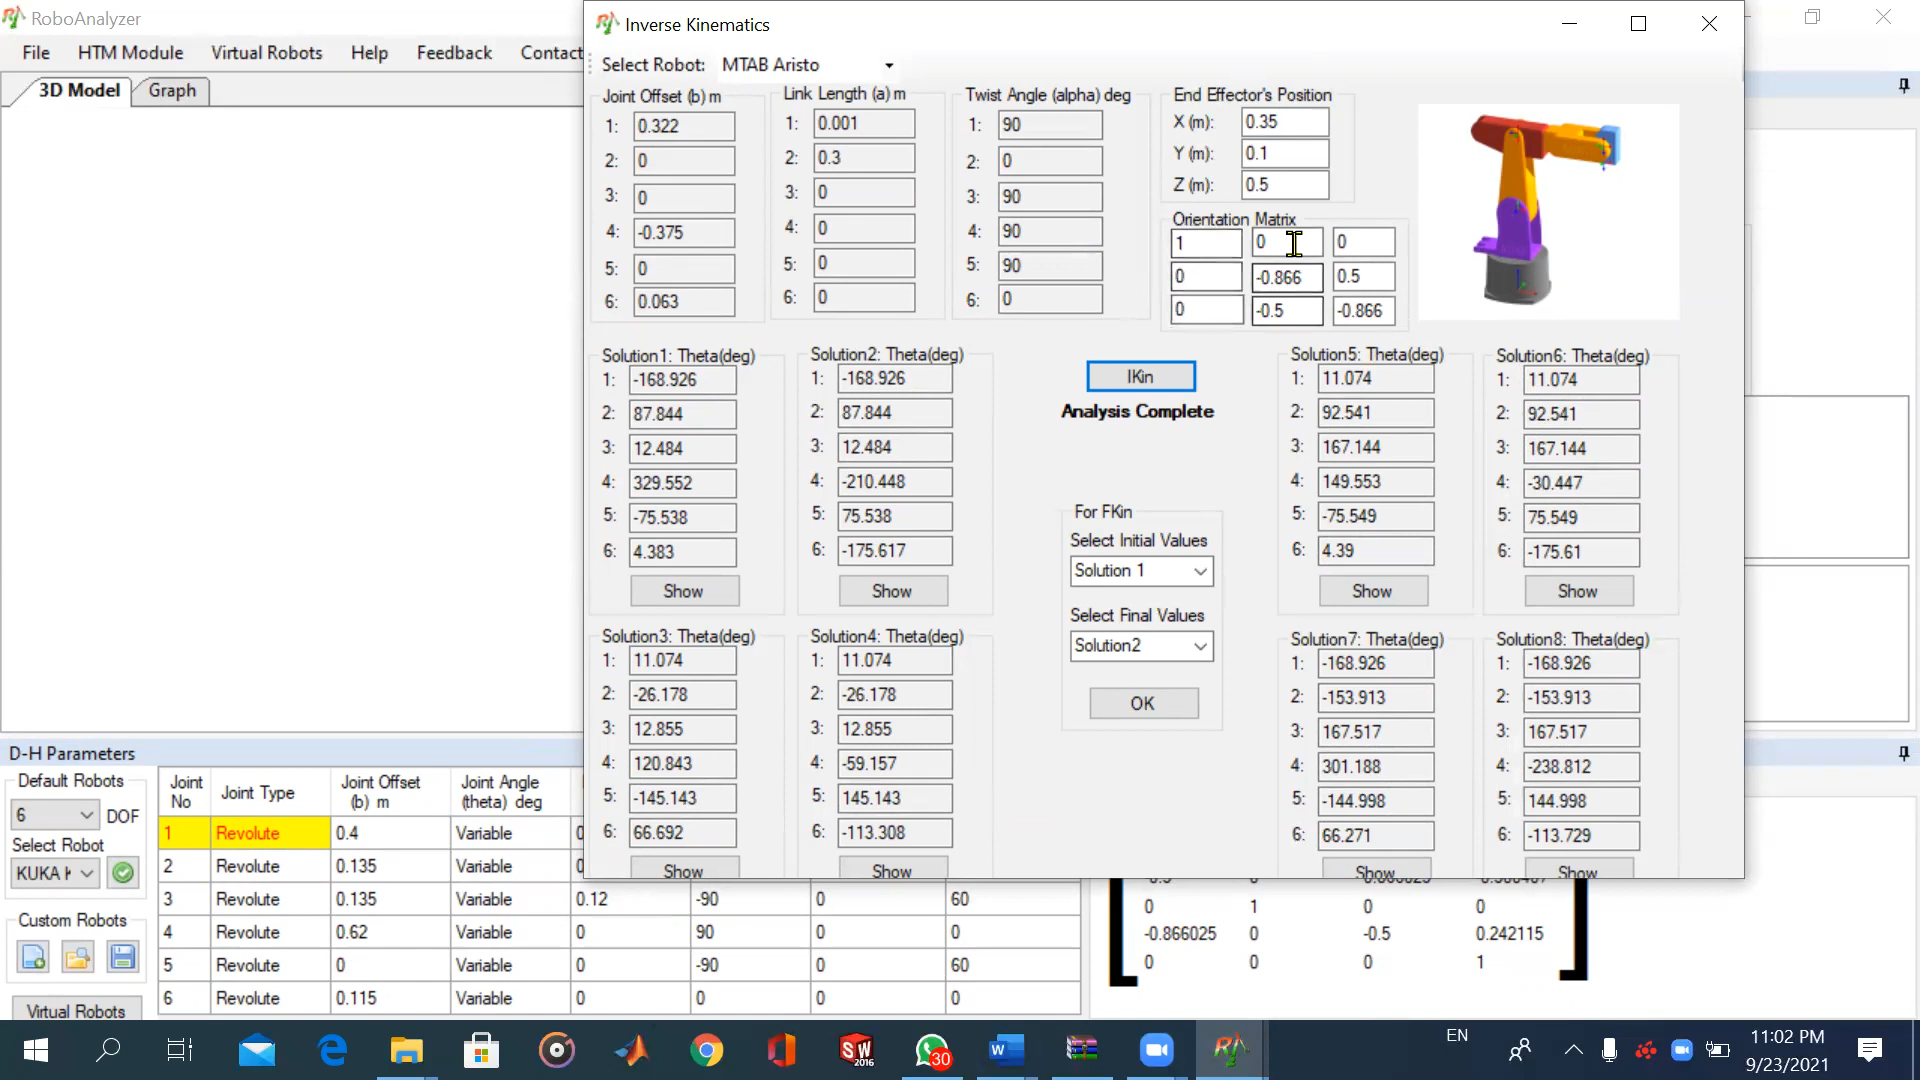 RoboAnalyzer
File HTM Module Virtual Robots Help Feedback Contact
3D Model Graph
Inverse Kinematics
Select Robot: MTAB Aristo
Joint Offset (b) m
1: 0.322
2: 0
3: 0
4: -0.375
5: 0
6: 0.063
Link Length (a) m
1: 0.001
2: 0.3
3: 0
4: 0
5: 0
6: 0
Twist Angle (alpha) deg
1: 90
2: 0
3: 90
4: 90
5: 90
6: 0
End Effector's Position
X (m): 0.35
Y (m): 0.1
Z (m): 0.5
Orientation Matrix
1 0 0
0 -0.866 0.5
0 -0.5 -0.866
Solution1: Theta(deg)
1: -168.926
2: 87.844
3: 12.484
4: 329.552
5: -75.538
6: 4.383
Show
Solution2: Theta(deg)
1: -168.926
2: 87.844
3: 12.484
4: -210.448
5: 75.538
6: -175.617
Show
IKin
Analysis Complete
For FKin
Select Initial Values
Solution 1
Select Final Values
Solution2
OK
Solution5: Theta(deg)
1: 11.074
2: 92.541
3: 167.144
4: 149.553
5: -75.549
6: 4.39
Show
Solution6: Theta(deg)
1: 11.074
2: 92.541
3: 167.144
4: -30.447
5: 75.549
6: -175.61
Show
Solution3: Theta(deg)
1: 11.074
2: -26.178
3: 12.855
4: 120.843
5: -145.143
6: 66.692
Show
Solution4: Theta(deg)
1: 11.074
2: -26.178
3: 12.855
4: -59.157
5: 145.143
6: -113.308
Show
Solution7: Theta(deg)
1: -168.926
2: -153.913
3: 167.517
4: 301.188
5: -144.998
6: 66.271
Show
Solution8: Theta(deg)
1: -168.926
2: -153.913
3: 167.517
4: -238.812
5: 144.998
6: -113.729
Show
D-H Parameters
Default Robots
6 DOF
Select Robot
KUKA
Custom Robots
Virtual Robots
Joint No Joint Type Joint Offset (b) m Joint Angle (theta) deg
1 Revolute 0.4 Variable
2 Revolute 0.135 Variable
3 Revolute 0.135 Variable 0.12 -90 0 60
4 Revolute 0.62 Variable 0 90 0 0
5 Revolute 0 Variable 0 -90 0 60
6 Revolute 0.115 Variable 0 0 0 0
0 1 0 0
-0.866025 0 -0.5 0.242115
0 0 0 1
SW
2016
30
W
EN
11:02 PM
9/23/2021